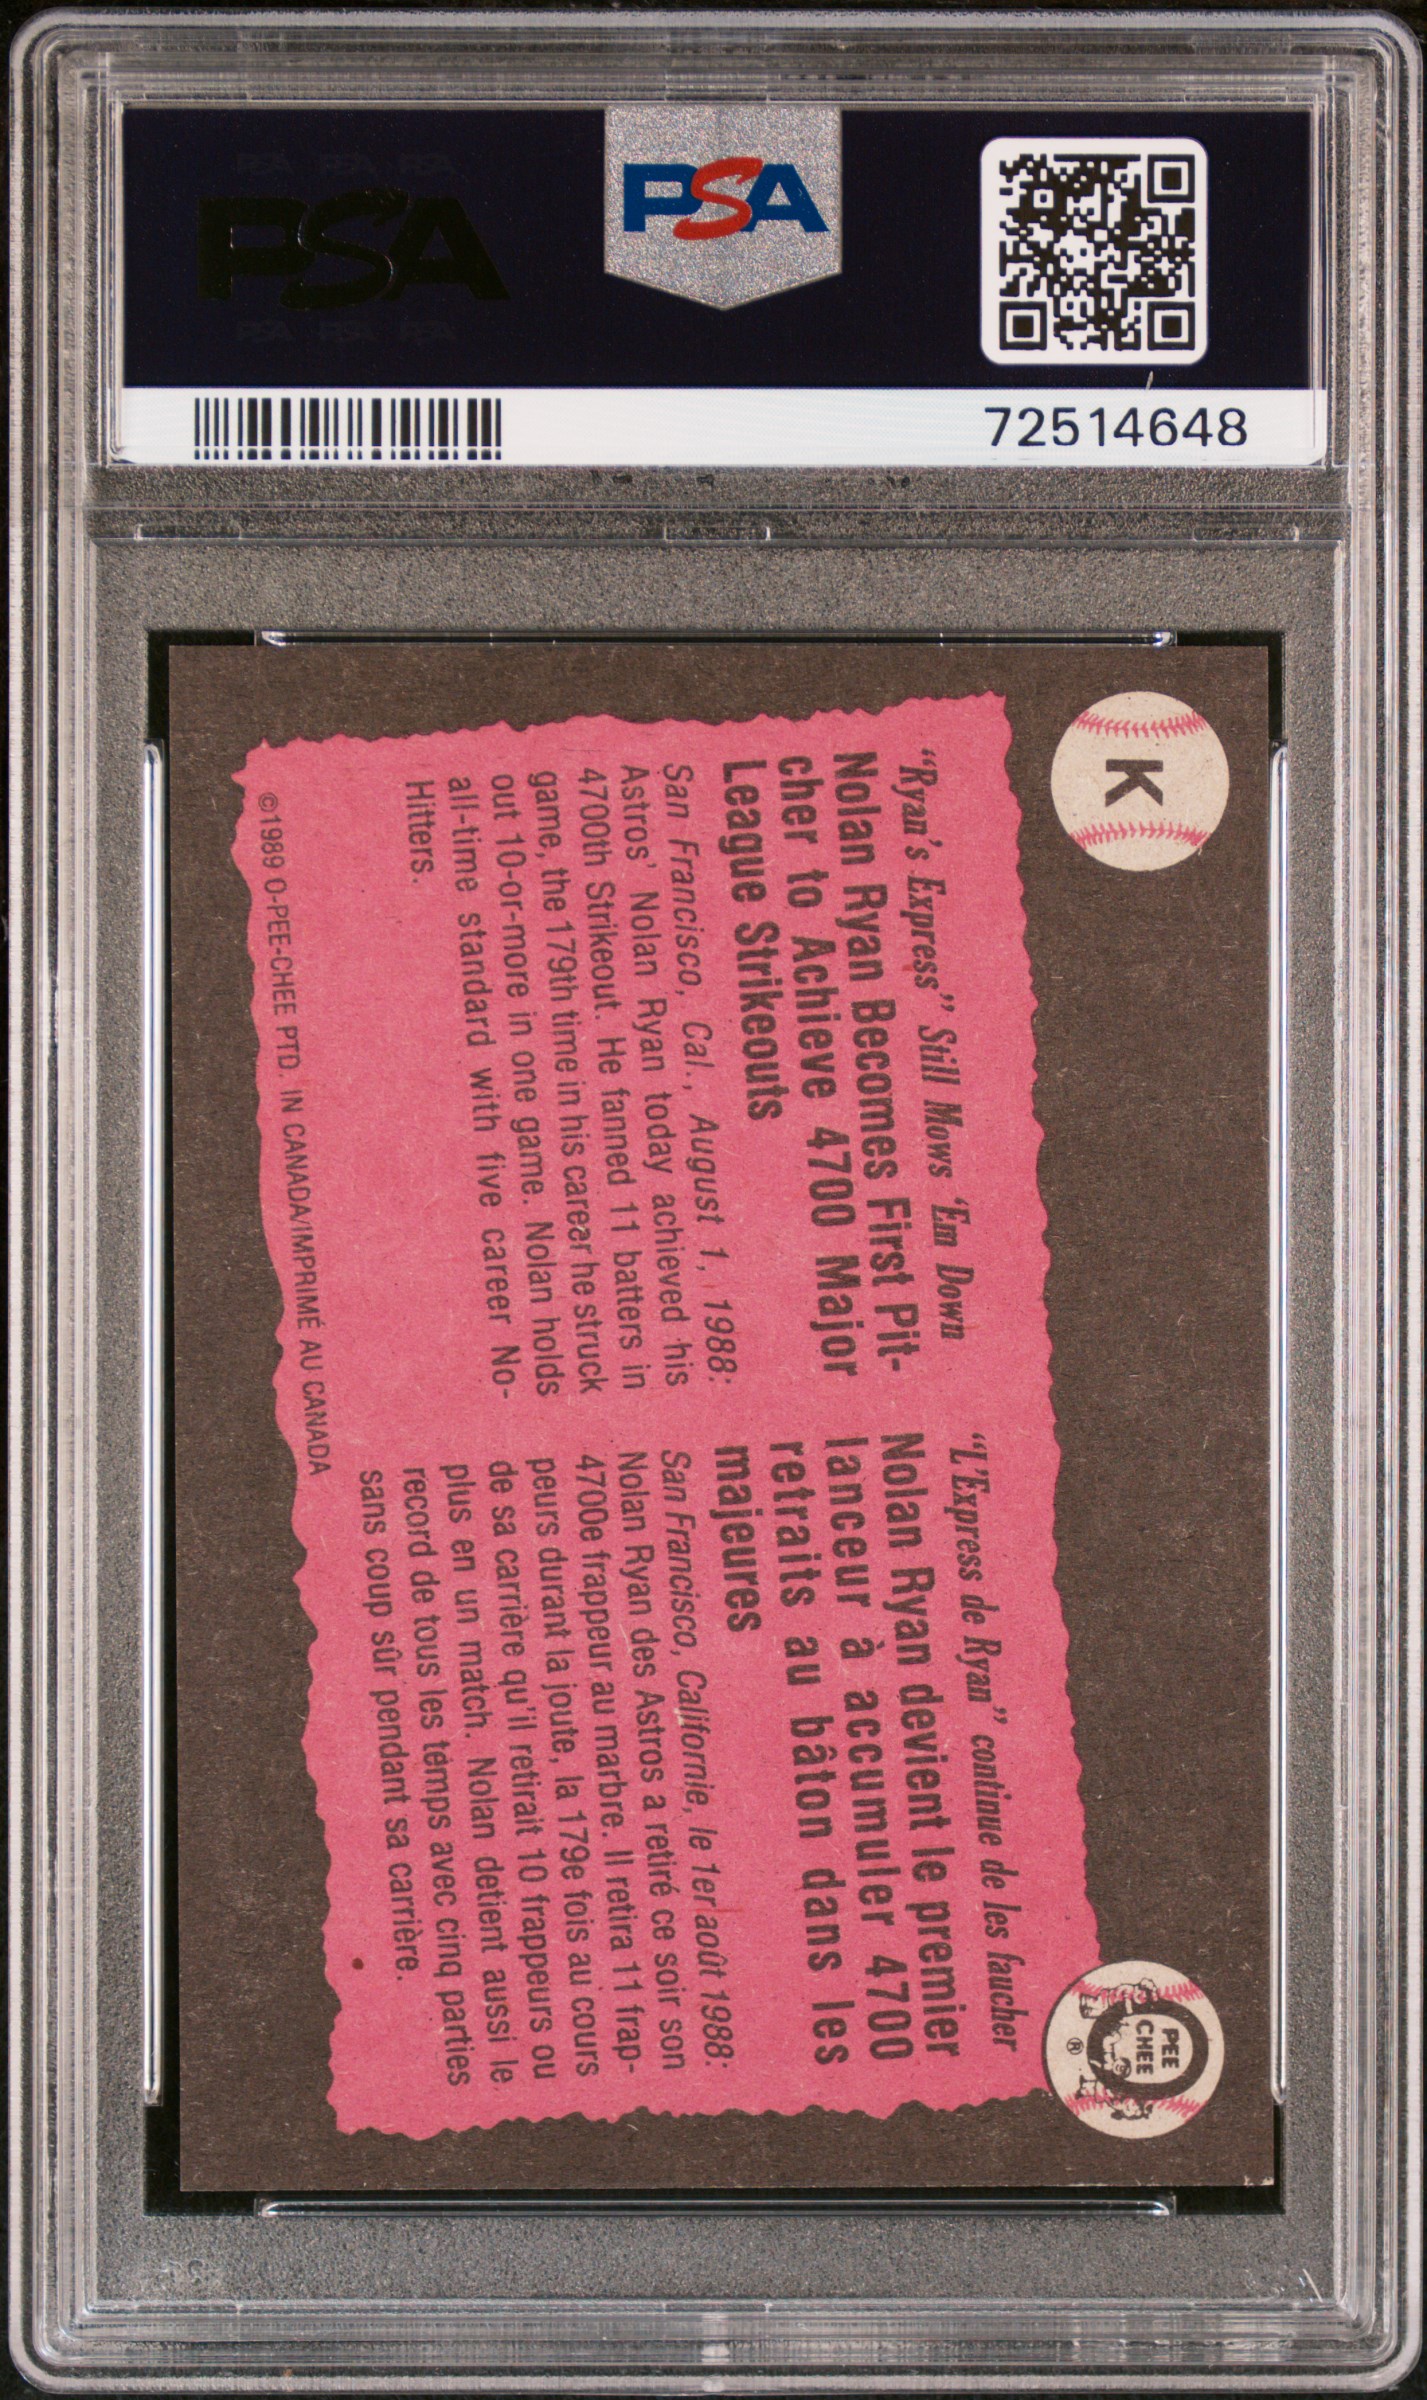 PSA
PSA
72514648
K
"Ryan's Express" Still Mows 'Em Down
Nolan Ryan Becomes First Pit-
cher to Achieve 4700 Major
League Strikeouts
San Francisco, Cal., August 1, 1988:
Astros' Nolan Ryan today achieved his
4700th Strikeout. He fanned 11 batters in
game, the 179th time in his career he struck
out 10-or-more in one game. Nolan holds
all-time standard with five career No-
Hitters.
©1989 O-PEE-CHEE PTD. IN CANADA/IMPRIMÉ AU CANADA
"L'Express de Ryan" continue de les faucher
Nolan Ryan devient le premier
lanceur à accumuler 4700
retraits au bâton dans les
majeures
San Francisco, Californie, le 1er août 1988:
Nolan Ryan des Astros a retiré ce soir son
4700e frappeur au marbre. Il retira 11 frap-
peurs durant la joute, la 179e fois au cours
de sa carrière qu'il retirait 10 frappeurs ou
plus en un match. Nolan detient aussi le
record de tous les temps avec cinq parties
sans coup sûr pendant sa carrière.
O
PEE
CHEE
®